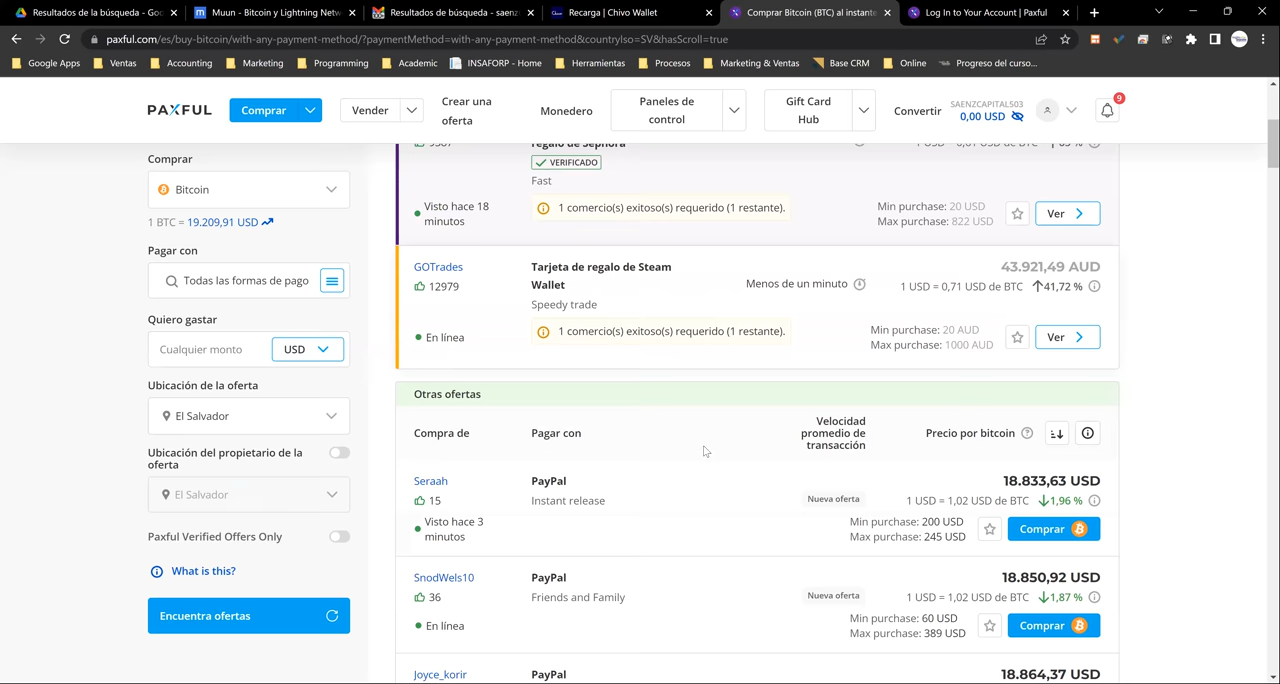 Resultados de la búsqueda - Goo
Muun - Bitcoin y Lightning Netw
Resultados de búsqueda - saenz
Recarga | Chivo Wallet
Comprar Bitcoin (BTC) al instante
Log In to Your Account | Paxful
paxful.com/es/buy-bitcoin/with-any-payment-method/?paymentMethod=with-any-payment-method&countryIso=SV&hasScroll=true
Google Apps
Ventas
Accounting
Marketing
Programming
Academic
INSAFORP - Home
Herramientas
Procesos
Marketing & Ventas
Base CRM
Online
Progreso del curso...
PAXFUL
Comprar
Vender
Crear una
oferta
Monedero
Paneles de
control
Gift Card
Hub
Convertir
SAENZCAPITAL503
0,00 USD
9
Comprar
Bitcoin
1 BTC = 19.209,91 USD
Pagar con
Todas las formas de pago
Quiero gastar
Cualquier monto
USD
Ubicación de la oferta
El Salvador
Ubicación del propietario de la
oferta
El Salvador
Paxful Verified Offers Only
What is this?
Encuentra ofertas
regalo de Sephora
VERIFICADO
Fast
Visto hace 18
minutos
1 comercio(s) exitoso(s) requerido (1 restante).
Min purchase: 20 USD
Max purchase: 822 USD
Ver
GOTrades
12979
En línea
Tarjeta de regalo de Steam
Wallet
Speedy trade
Menos de un minuto
43.921,49 AUD
1 USD = 0,71 USD de BTC 41,72 %
1 comercio(s) exitoso(s) requerido (1 restante).
Min purchase: 20 AUD
Max purchase: 1000 AUD
Ver
Otras ofertas
Compra de
Pagar con
Velocidad
promedio de
transacción
Precio por bitcoin
Seraah
15
Visto hace 3
minutos
PayPal
Instant release
Nueva oferta
18.833,63 USD
1 USD = 1,02 USD de BTC 1,96 %
Min purchase: 200 USD
Max purchase: 245 USD
Comprar
SnodWels10
36
En línea
PayPal
Friends and Family
Nueva oferta
18.850,92 USD
1 USD = 1,02 USD de BTC 1,87 %
Min purchase: 60 USD
Max purchase: 389 USD
Comprar
Joyce_korir
PayPal
18.864,37 USD